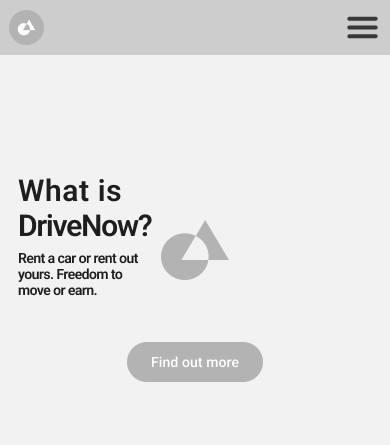 What is
DriveNow?
Rent a car or rent out
yours. Freedom to
move or earn.
Find out more